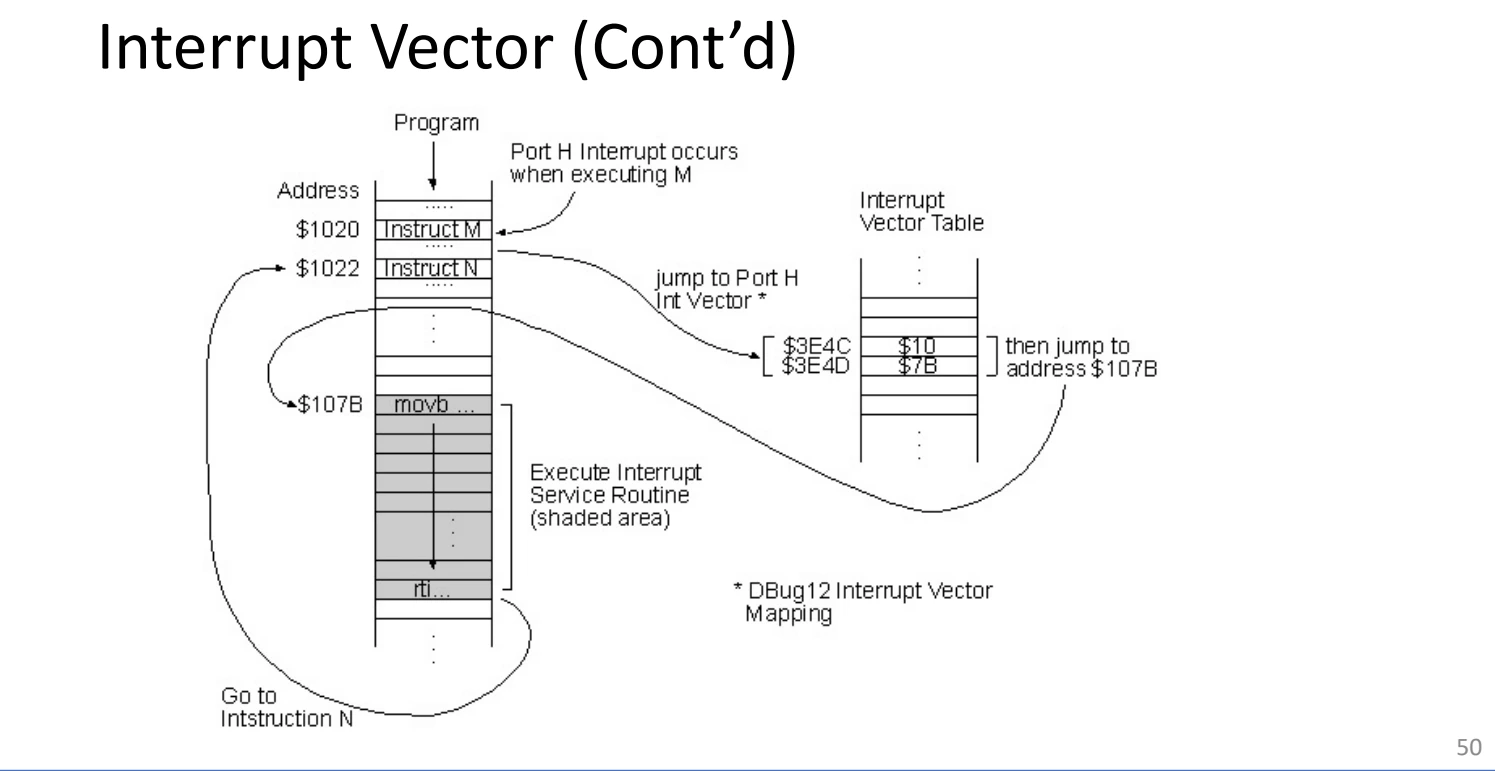 Interrupt Vector (Cont’d)
Program
Port H Interrupt occurs
when executing M
Address
.....
$1020
Instruct M
.....
$1022
Instruct N
.....
jump to Port H
Int Vector *
Interrupt
Vector Table
$3E4C
$10
$3E4D
$7B
then jump to
address $107B
$107B
movb ...
Execute Interrupt
Service Routine
(shaded area)
rti...
* DBug12 Interrupt Vector
Mapping
Go to
Intstruction N
50